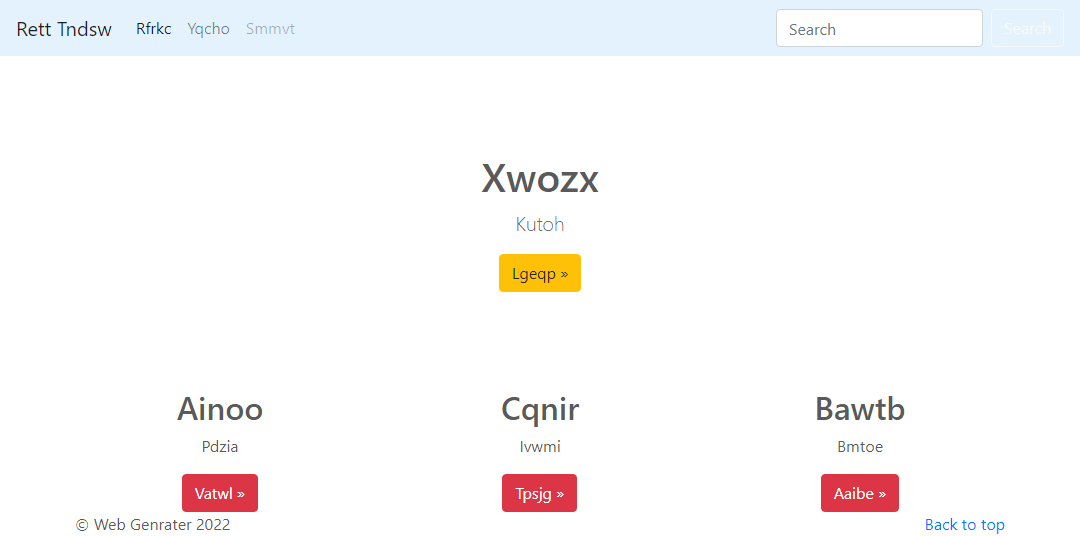 Rett Tndsw Rfrkc Yqcho Smmvt Search Search
Xwozx
Kutoh
Lgeqp »
Ainoo Cqnir Bawtb
Pdzia Ivwmi Bmtoe
Vatwl » Tpsjg » Aaibe »
© Web Genrater 2022 Back to top